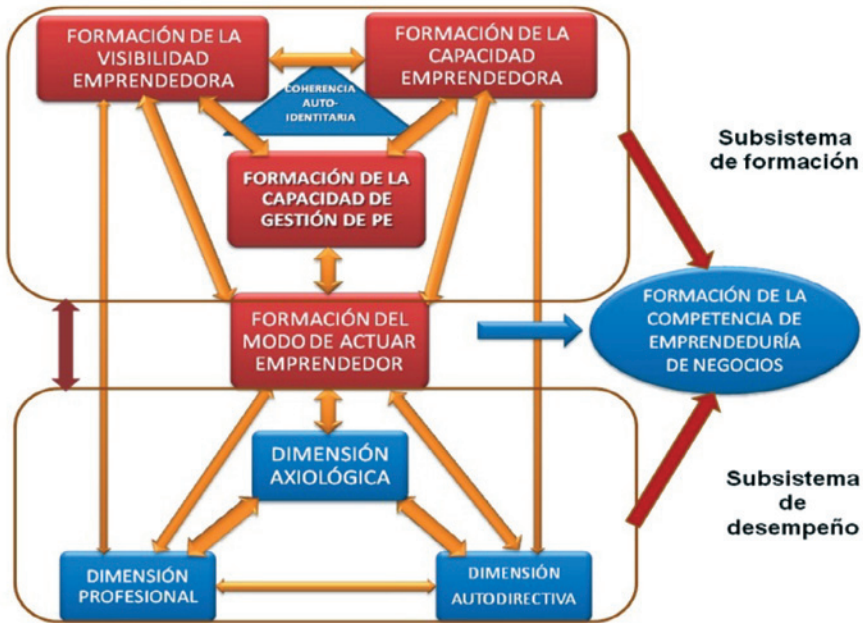 FORMACIÓN DE LA
VISIBILIDAD
EMPRENDEDORA
FORMACIÓN DE LA
CAPACIDAD
EMPRENDEDORA
COHERENCIA
AUTO-
IDENTITARIA
FORMACIÓN DE LA
CAPACIDAD DE
GESTIÓN DE PE
Subsistema
de formación
FORMACIÓN DEL
MODO DE ACTUAR
EMPRENDEDOR
FORMACIÓN DE LA
COMPETENCIA DE
EMPRENDEDURÍA
DE NEGOCIOS
DIMENSIÓN
AXIOLÓGICA
Subsistema
de
desempeño
DIMENSIÓN
PROFESIONAL
DIMENSIÓN
AUTODIRECTIVA